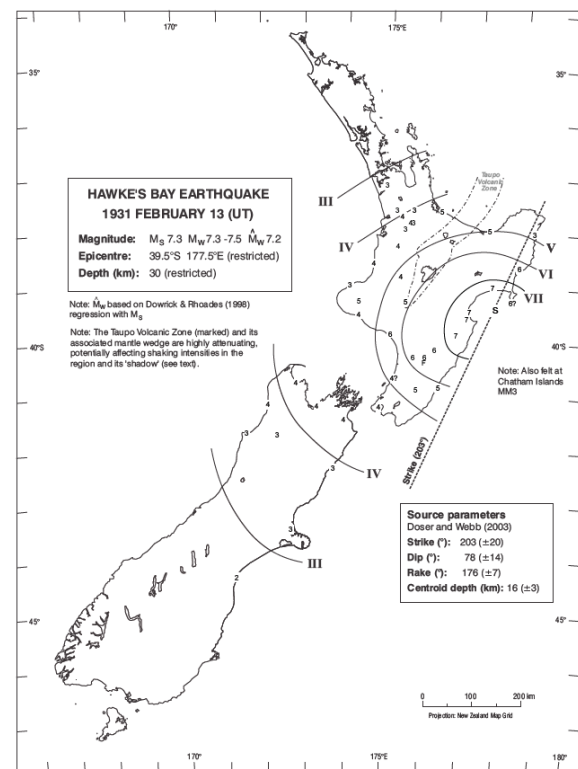 170°
175°E
35°
35°
Taupo
Volcanic
Zone
III
HAWKE'S BAY EARTHQUAKE
1931 FEBRUARY 13 (UT)
Magnitude: MS 7.3 MW 7.3 -7.5 M̂W 7.2
Epicentre: 39.5°S 177.5°E (restricted)
Depth (km): 30 (restricted)
IV
V
VI
VII
Note: M̂W based on Dowrick & Rhoades (1998)
regression with MS
Note: The Taupo Volcanic Zone (marked) and its
associated mantle wedge are highly attenuating,
potentially affecting shaking intensities in the
region and its 'shadow' (see text).
S
40°S
40°S
Note: Also felt at
Chatham Islands
MM3
Strike (203°)
IV
III
Source parameters
Doser and Webb (2003)
Strike (°): 203 (±20)
Dip (°): 78 (±14)
Rake (°): 176 (±7)
Centroid depth (km): 16 (±3)
45°
45°
0 100 200 km
Projection: New Zealand Map Grid
170°
175°E
180°